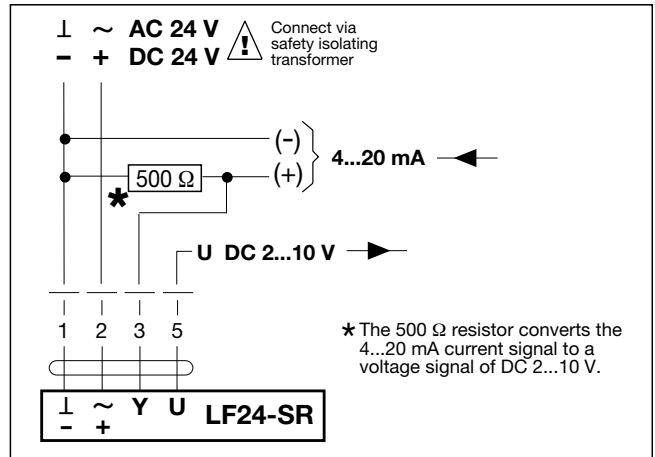 ⊥ ~ AC 24 V
− + DC 24 V
!
Connect via
safety isolating
transformer
(−)
500 Ω
(+)
4...20 mA
*
U DC 2...10 V
1 2 3 5
* The 500 Ω resistor converts the
4...20 mA current signal to a
voltage signal of DC 2...10 V.
⊥ ~ Y U
− +
LF24-SR